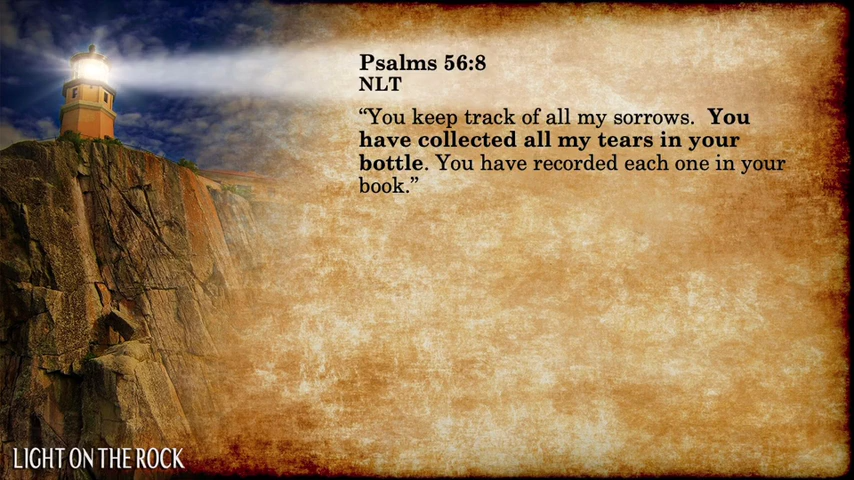 Psalms 56:8
NLT
“You keep track of all my sorrows.  You
have collected all my tears in your
bottle. You have recorded each one in your
book.”
LIGHT ON THE ROCK